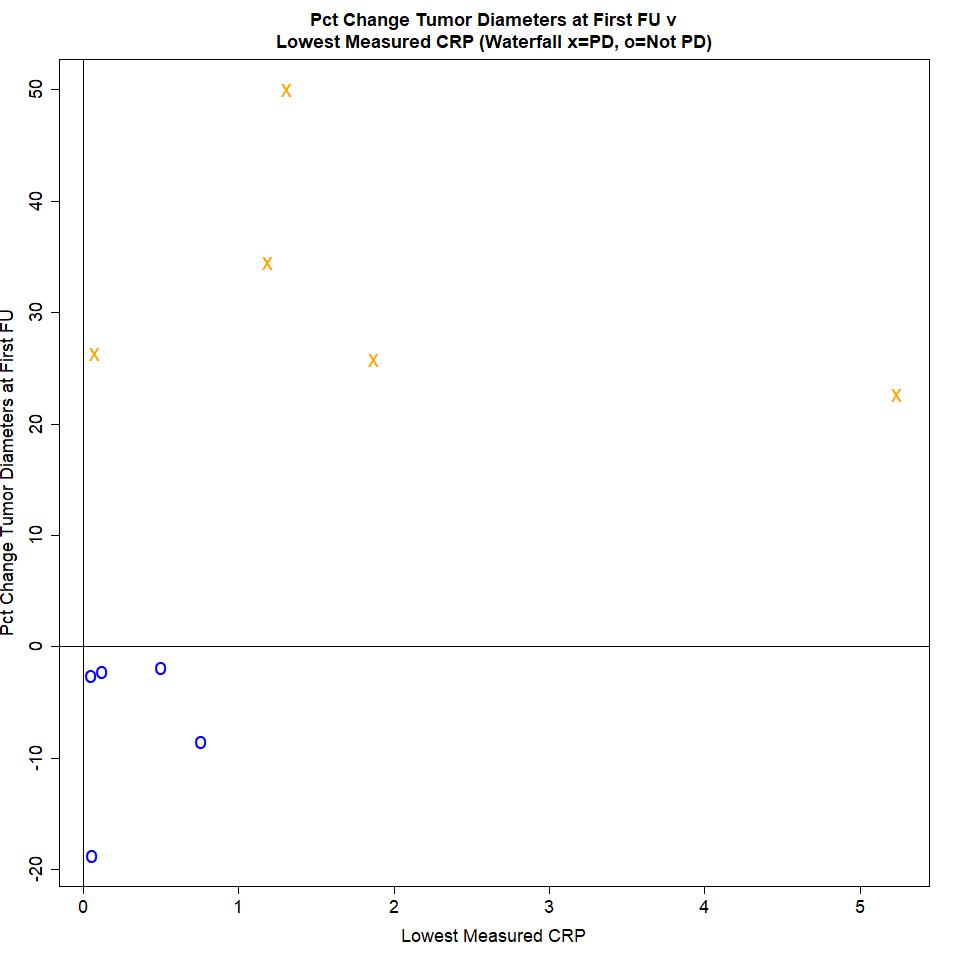 Pct Change Tumor Diameters at First FU v
Lowest Measured CRP (Waterfall x=PD, o=Not PD)
Pct Change Tumor Diameters at First FU
50
40
30
20
10
0
-10
-20
X
X
X
X
X
O
O
O
O
O
0 1 2 3 4 5
Lowest Measured CRP